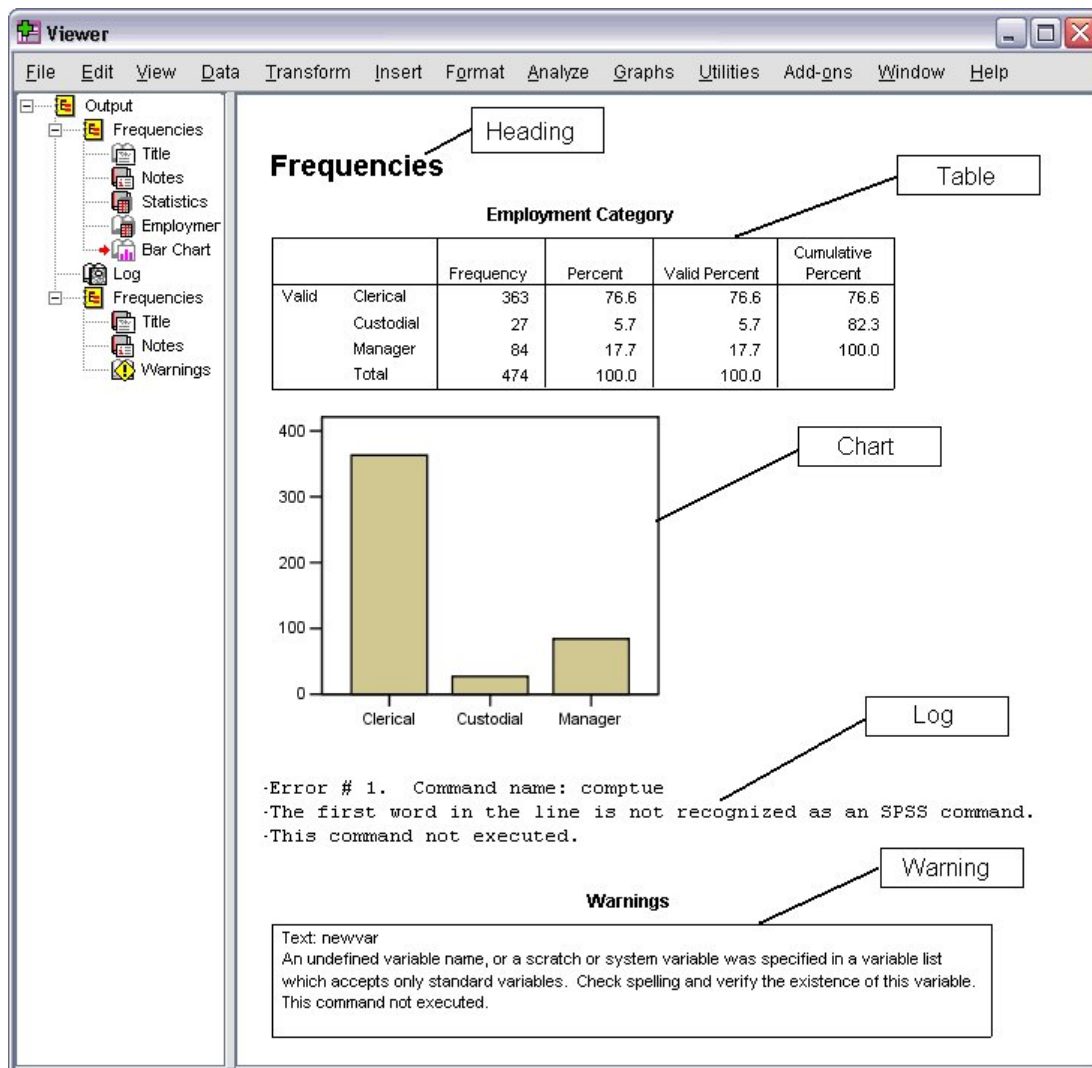 Viewer
File Edit View Data Transform Insert Format Analyze Graphs Utilities Add-ons Window Help
Output
Frequencies
Title
Notes
Statistics
Employmer
Bar Chart
Log
Frequencies
Title
Notes
Warnings
Heading
Frequencies
Table
Employment Category
Frequency Percent Valid Percent Cumulative Percent
Valid Clerical 363 76.6 76.6 76.6
Custodial 27 5.7 5.7 82.3
Manager 84 17.7 17.7 100.0
Total 474 100.0 100.0
Chart
400
300
200
100
0
Clerical Custodial Manager
Log
-Error # 1. Command name: comptue
-The first word in the line is not recognized as an SPSS command.
-This command not executed.
Warning
Warnings
Text: newvar
An undefined variable name, or a scratch or system variable was specified in a variable list
which accepts only standard variables. Check spelling and verify the existence of this variable.
This command not executed.